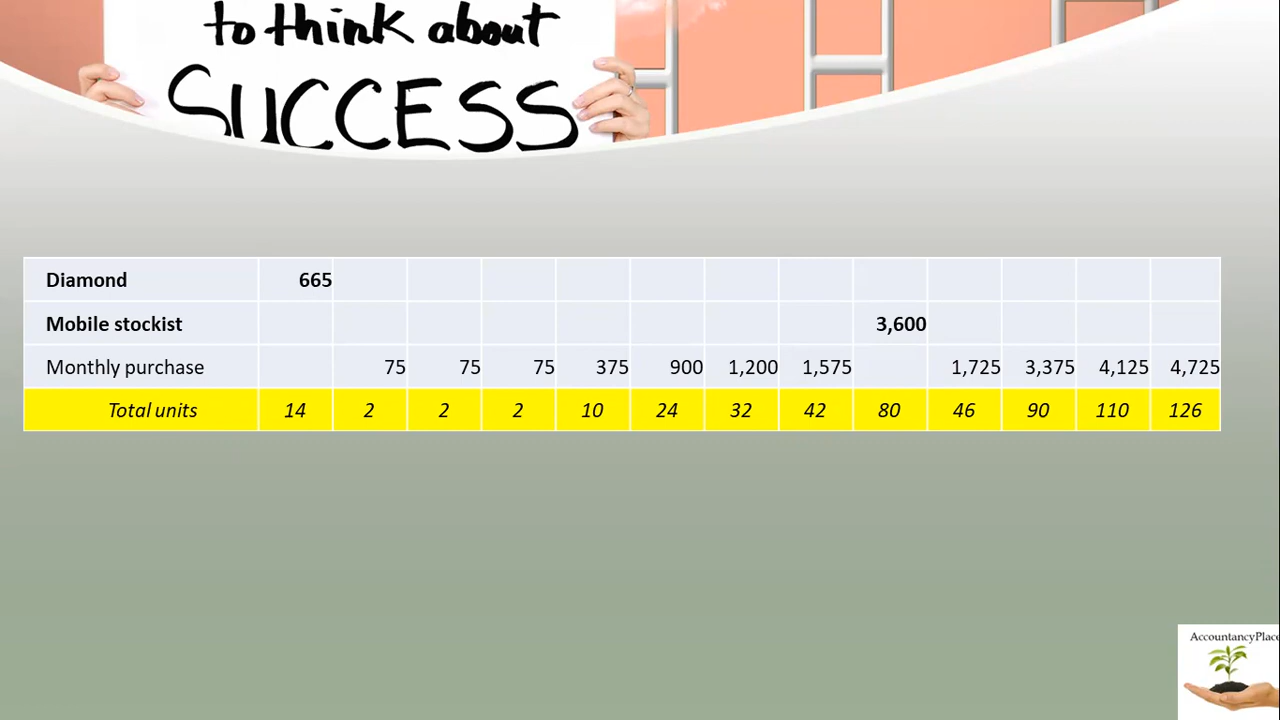 to think about
SUCCESS
Diamond 665
Mobile stockist 3,600
Monthly purchase 75 75 75 375 900 1,200 1,575 1,725 3,375 4,125 4,725
Total units 14 2 2 2 10 24 32 42 80 46 90 110 126
AccountancyPlace